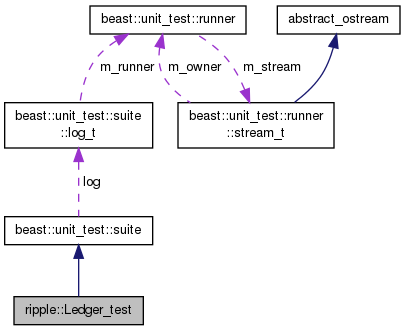 beast::unit_test::runner
abstract_ostream
m_runner
m_owner
m_stream
beast::unit_test::suite
::log_t
beast::unit_test::runner
::stream_t
log
beast::unit_test::suite
ripple::Ledger_test